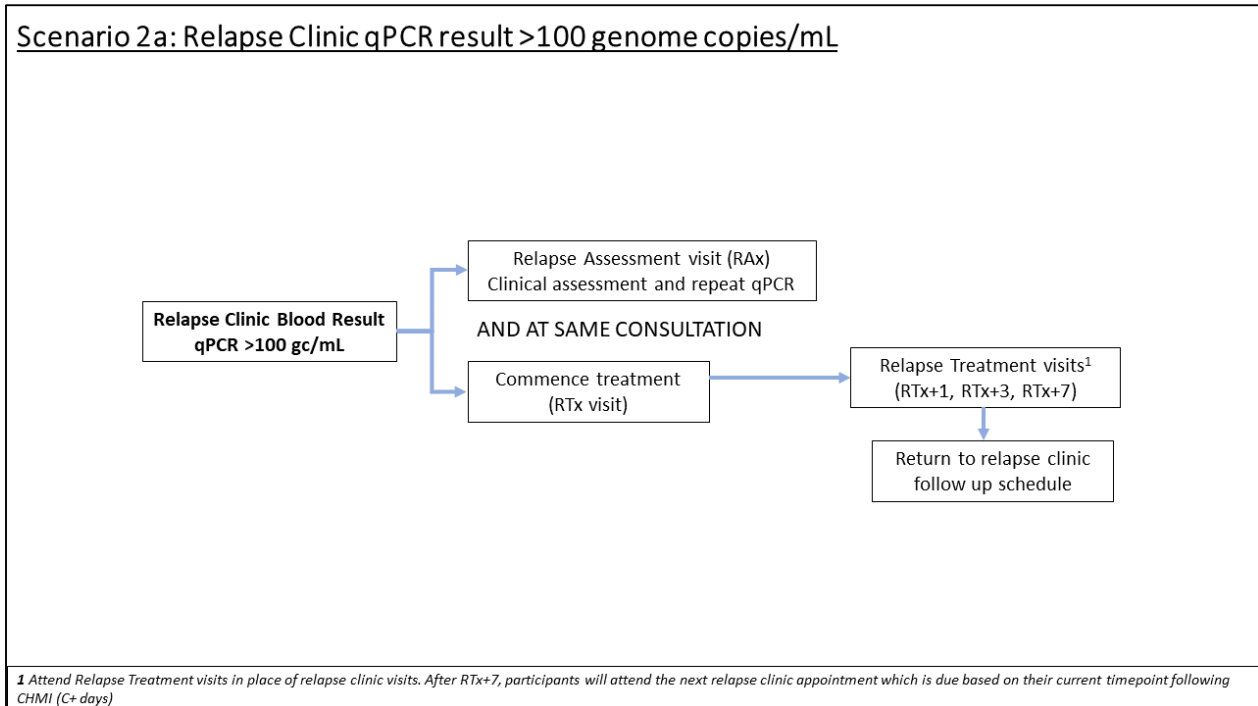 Scenario 2a: Relapse Clinic qPCR result >100 genome copies/mL
Relapse Assessment visit (RAx)
Clinical assessment and repeat qPCR
Relapse Clinic Blood Result
qPCR >100 gc/mL
AND AT SAME CONSULTATION
Commence treatment
(RTx visit)
Relapse Treatment visits¹
(RTx+1, RTx+3, RTx+7)
Return to relapse clinic
follow up schedule
1 Attend Relapse Treatment visits in place of relapse clinic visits. After RTx+7, participants will attend the next relapse clinic appointment which is due based on their current timepoint following
CHMI (C+ days)